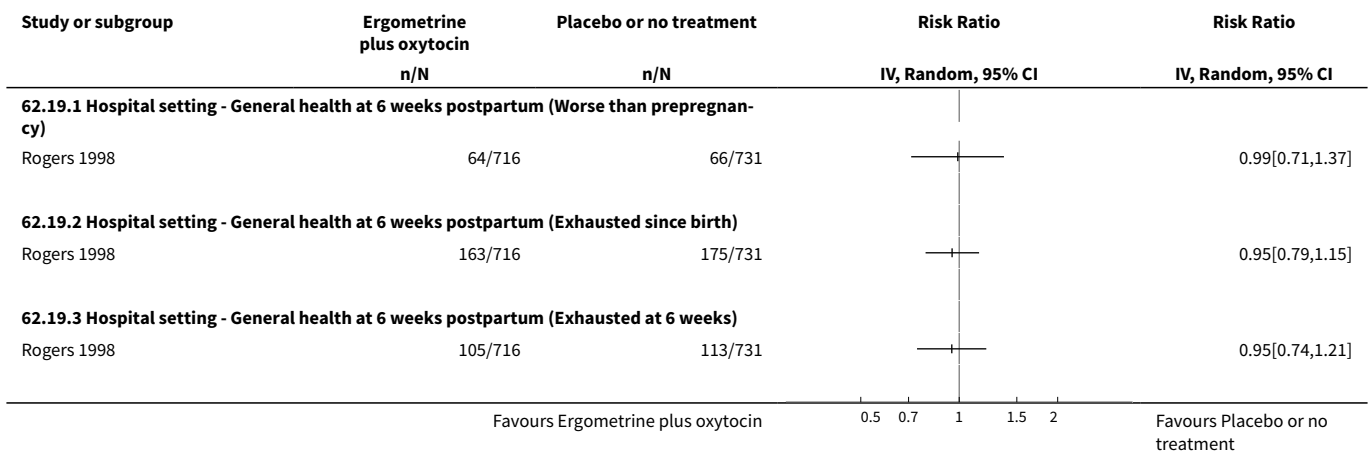 Study or subgroup Ergometrine plus oxytocin Placebo or no treatment Risk Ratio Risk Ratio
n/N n/N IV, Random, 95% CI IV, Random, 95% CI
62.19.1 Hospital setting - General health at 6 weeks postpartum (Worse than prepregnan-
cy)
Rogers 1998 64/716 66/731 0.99[0.71,1.37]
62.19.2 Hospital setting - General health at 6 weeks postpartum (Exhausted since birth)
Rogers 1998 163/716 175/731 0.95[0.79,1.15]
62.19.3 Hospital setting - General health at 6 weeks postpartum (Exhausted at 6 weeks)
Rogers 1998 105/716 113/731 0.95[0.74,1.21]
Favours Ergometrine plus oxytocin 0.5 0.7 1 1.5 2 Favours Placebo or no
treatment